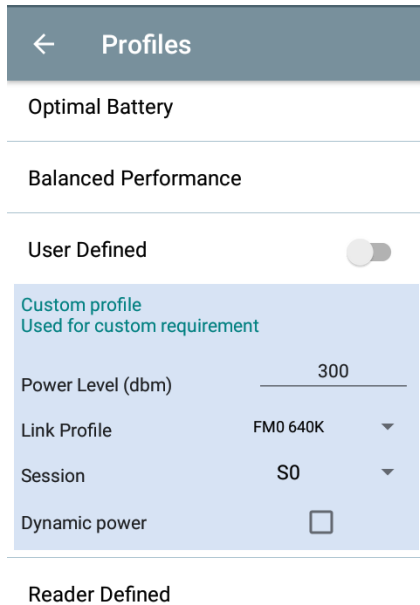 Profiles
Optimal Battery
Balanced Performance
User Defined
Custom profile
Used for custom requirement
Power Level (dbm) 300
Link Profile FM0 640K
Session S0
Dynamic power
Reader Defined